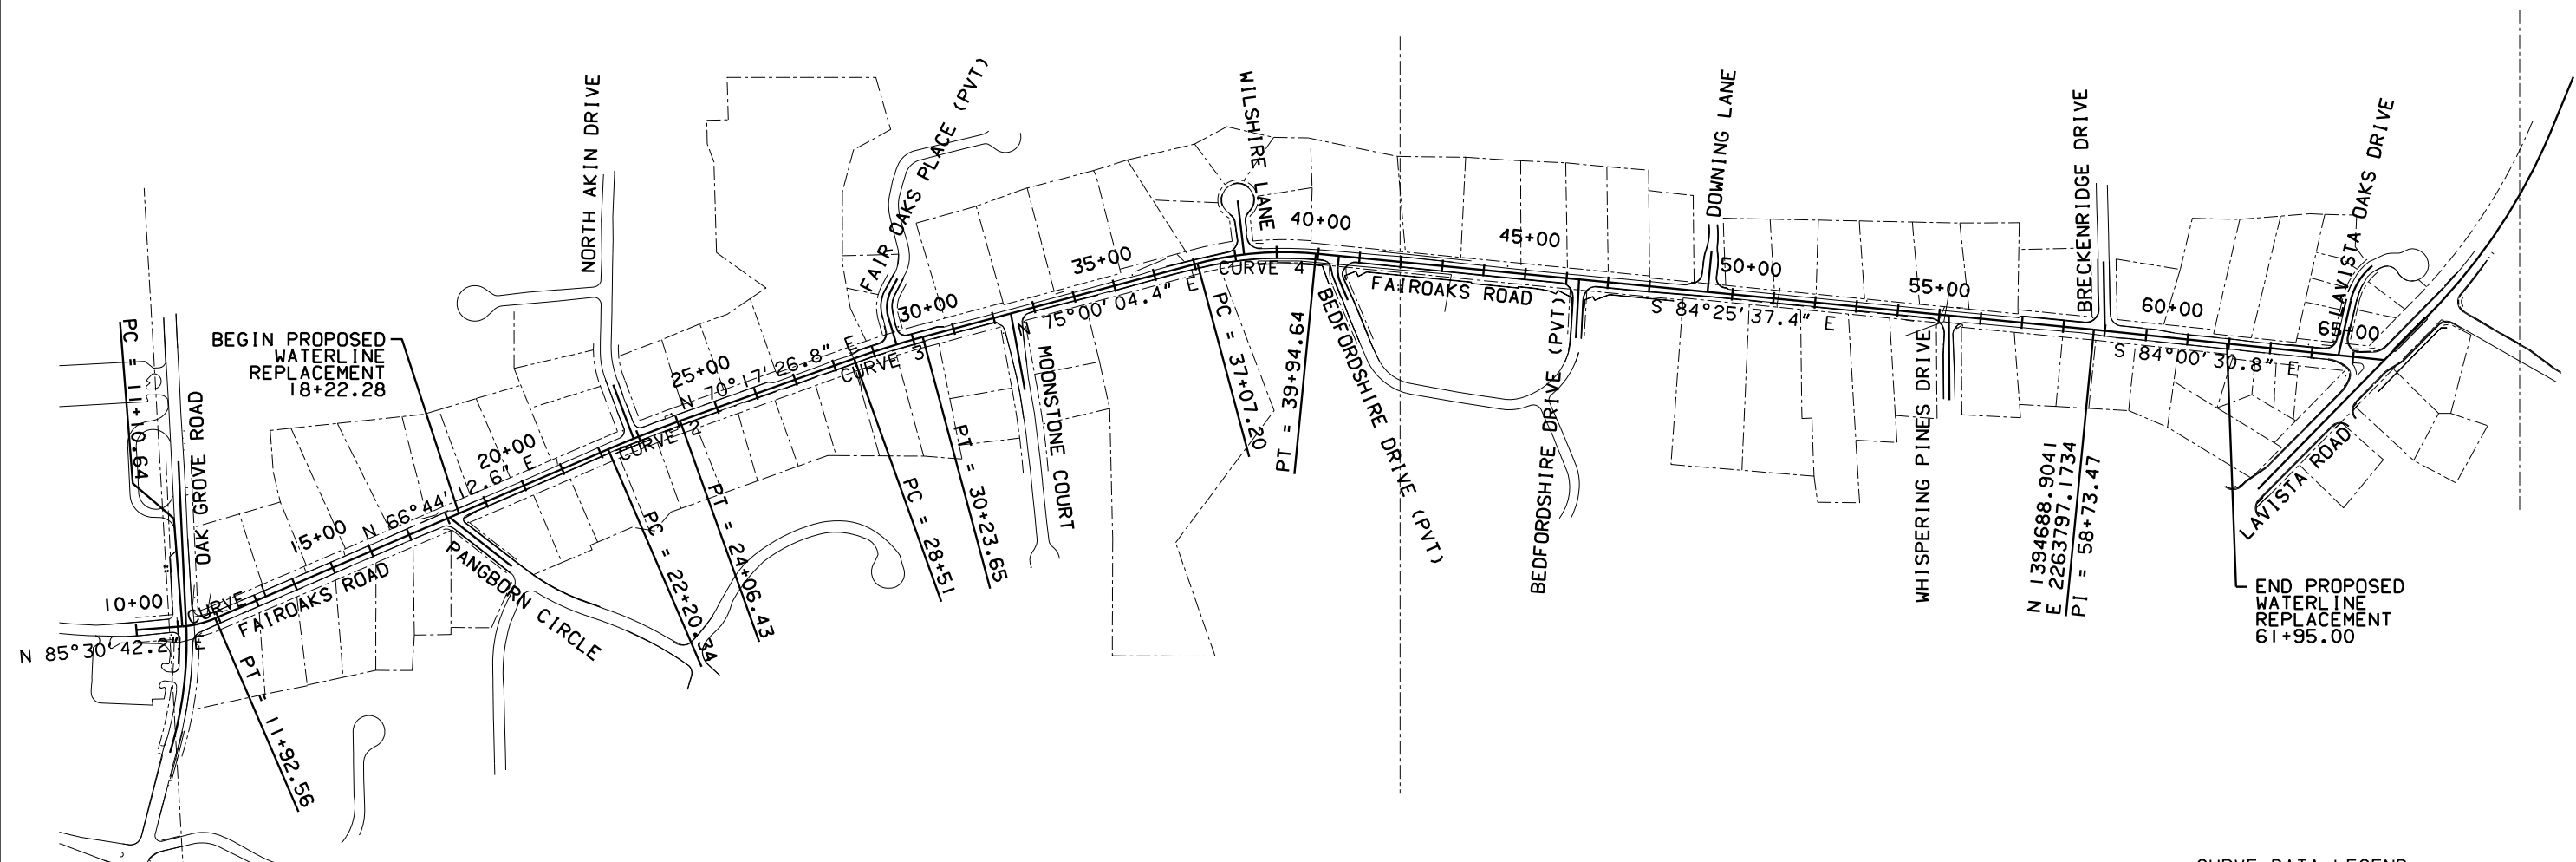 PC = 11+10.64
OAK GROVE ROAD
10+00
CURVE
N 85°30'42.2" E
PT = 11+92.56
FAIROAKS ROAD
15+00
N 66°44'12.6" E
BEGIN PROPOSED
WATERLINE
REPLACEMENT
18+22.28
PANGBORN CIRCLE
20+00
NORTH AKIN DRIVE
CURVE 2
PC = 22+20.34
PT = 24+06.43
25+00
N 70°17'26.8" E
CURVE 3
PC = 28+51
FAIR OAKS PLACE (PVT)
30+00
PT = 30+23.65
MOONSTONE COURT
N 75°00'04.4" E
35+00
PC = 37+07.20
WILSHIRE LANE
CURVE 4
40+00
PT = 39+94.64
BEDFORDSHIRE DRIVE (PVT)
FAIROAKS ROAD
45+00
BEDFORDSHIRE DRIVE (PVT)
DOWNING LANE
50+00
S 84°25'37.4" E
55+00
WHISPERING PINES DRIVE
BRECKENRIDGE DRIVE
N 1394688.9041
E 2263797.1734
PI = 58+73.47
60+00
S 84°00'30.8" E
LAVISTA OAKS DRIVE
65+00
LAVISTA ROAD
END PROPOSED
WATERLINE
REPLACEMENT
61+95.00
CURVE DATA LEGEND